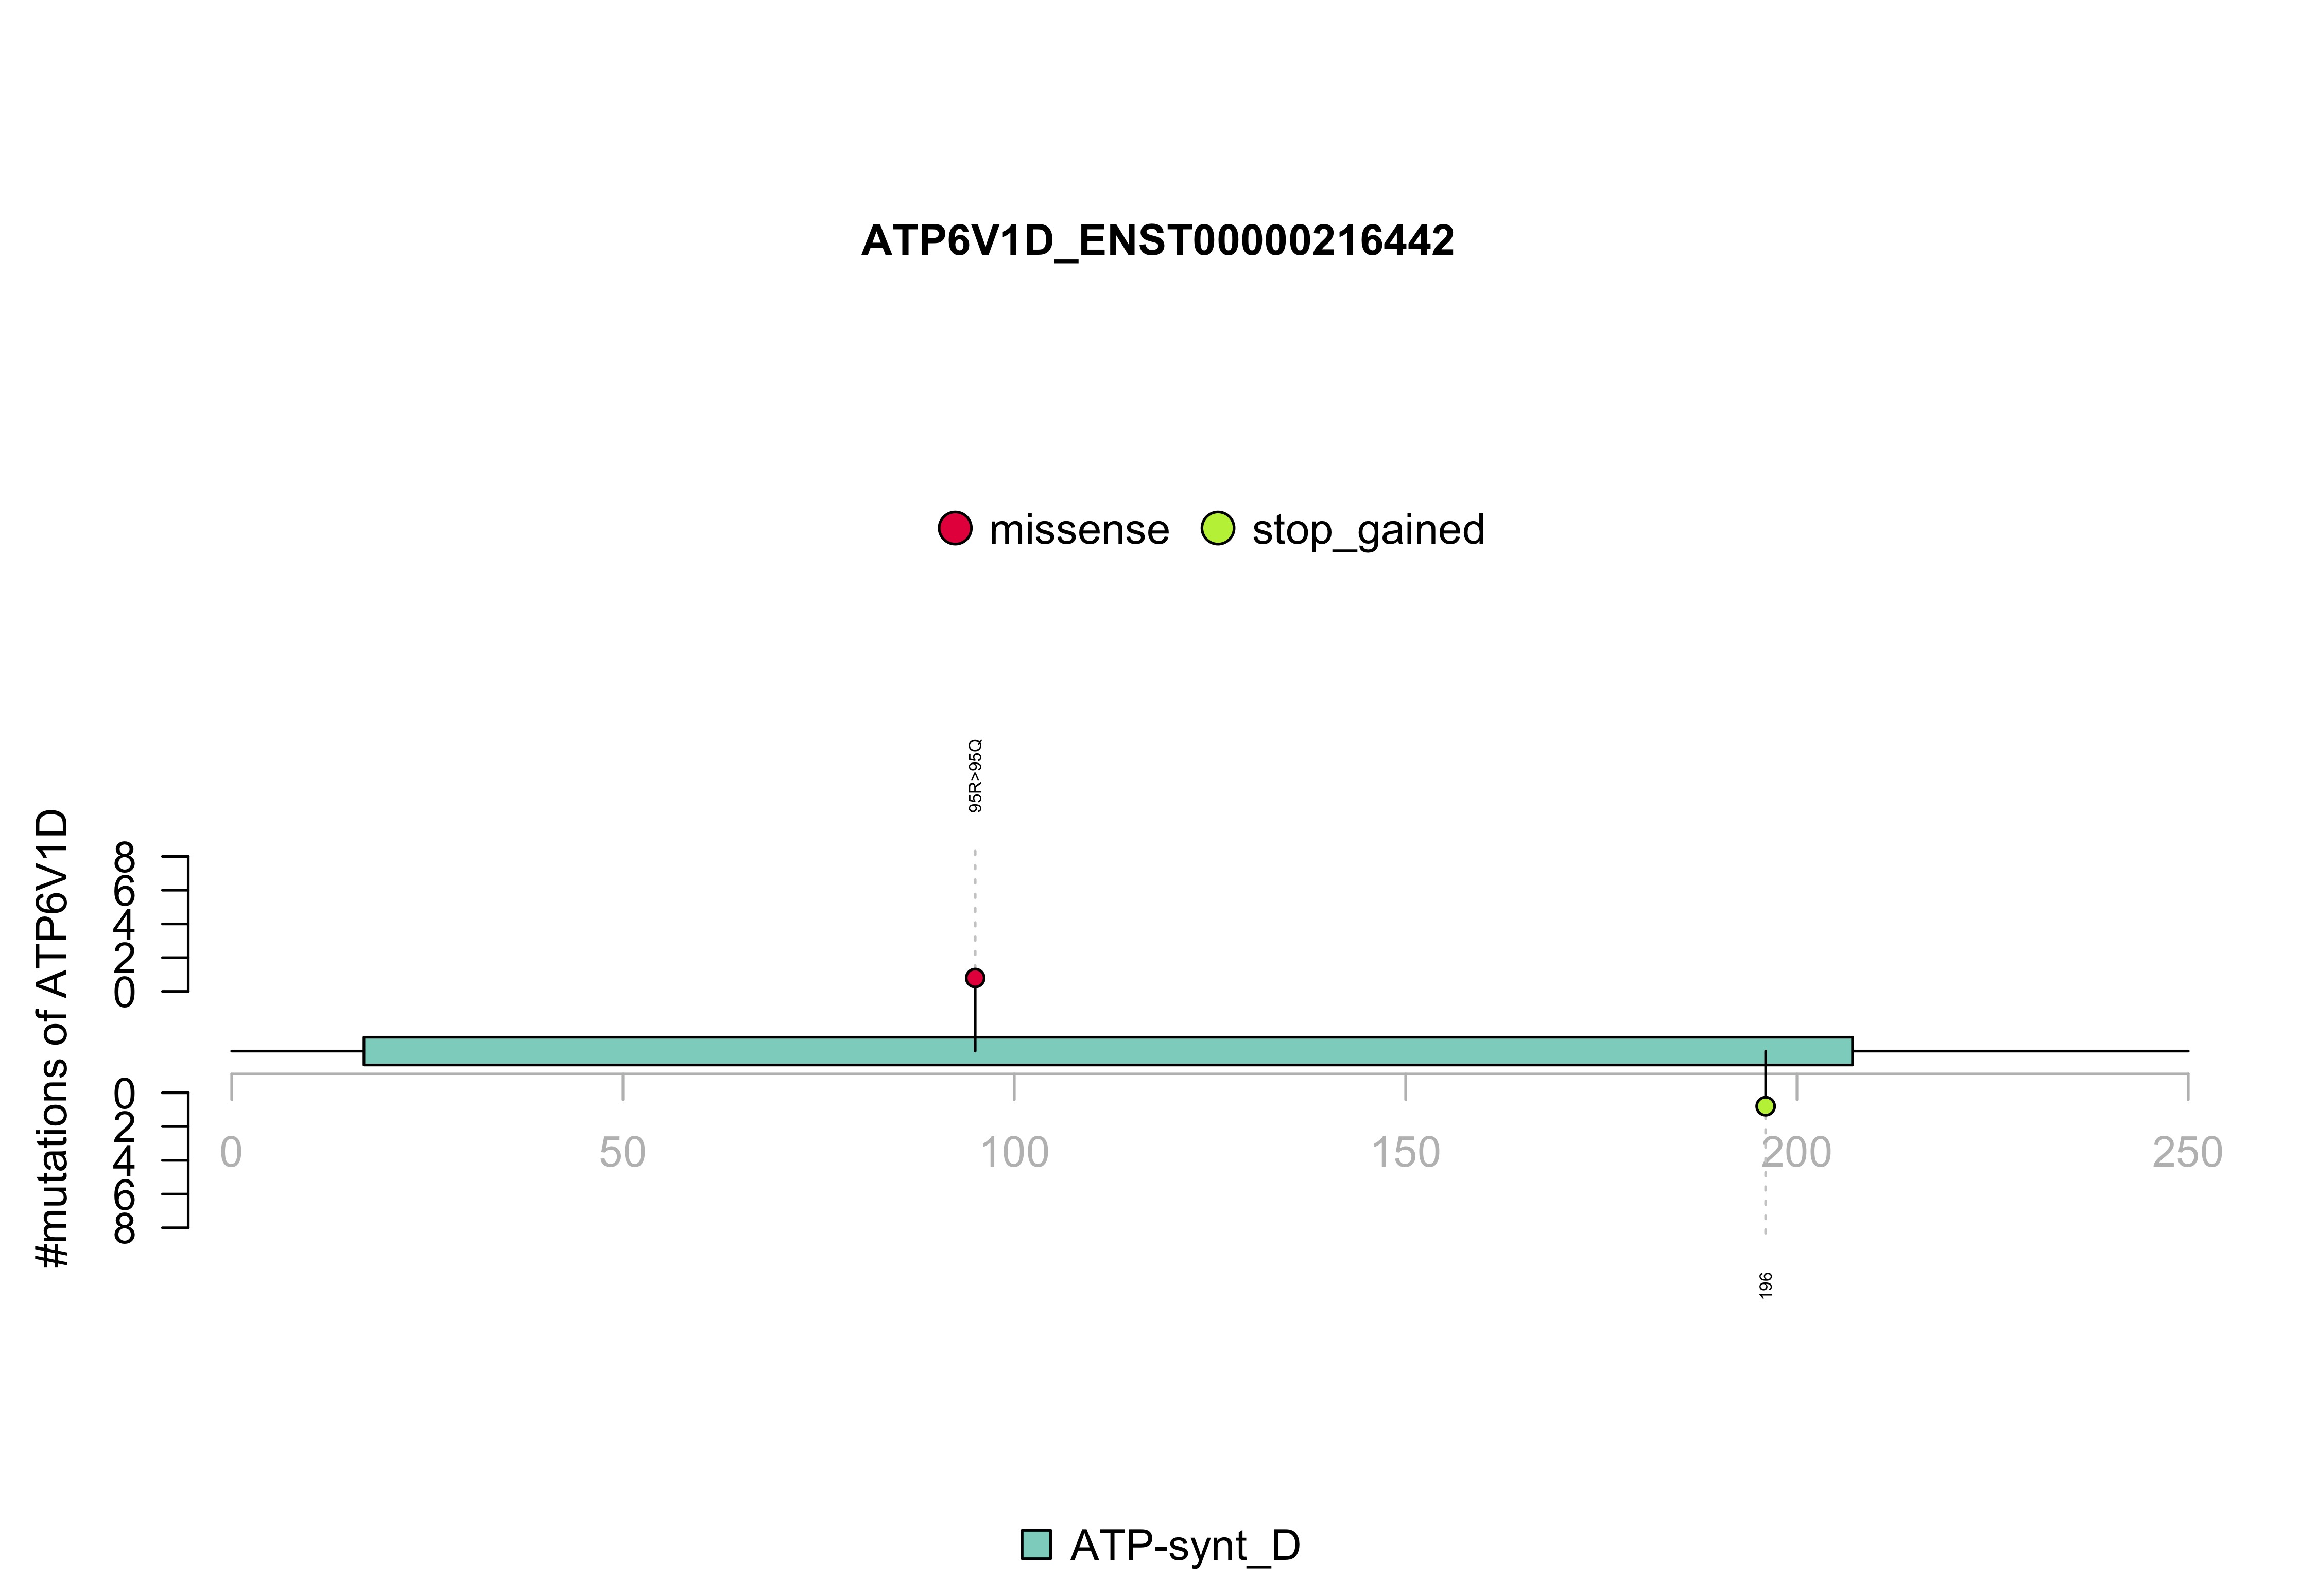 ATP6V1D_ENST00000216442
missense
stop_gained
95R>95Q
#mutations of ATP6V1D
8
6
4
2
0
0
2
4
6
8
0
50
100
150
200
250
196
ATP-synt_D